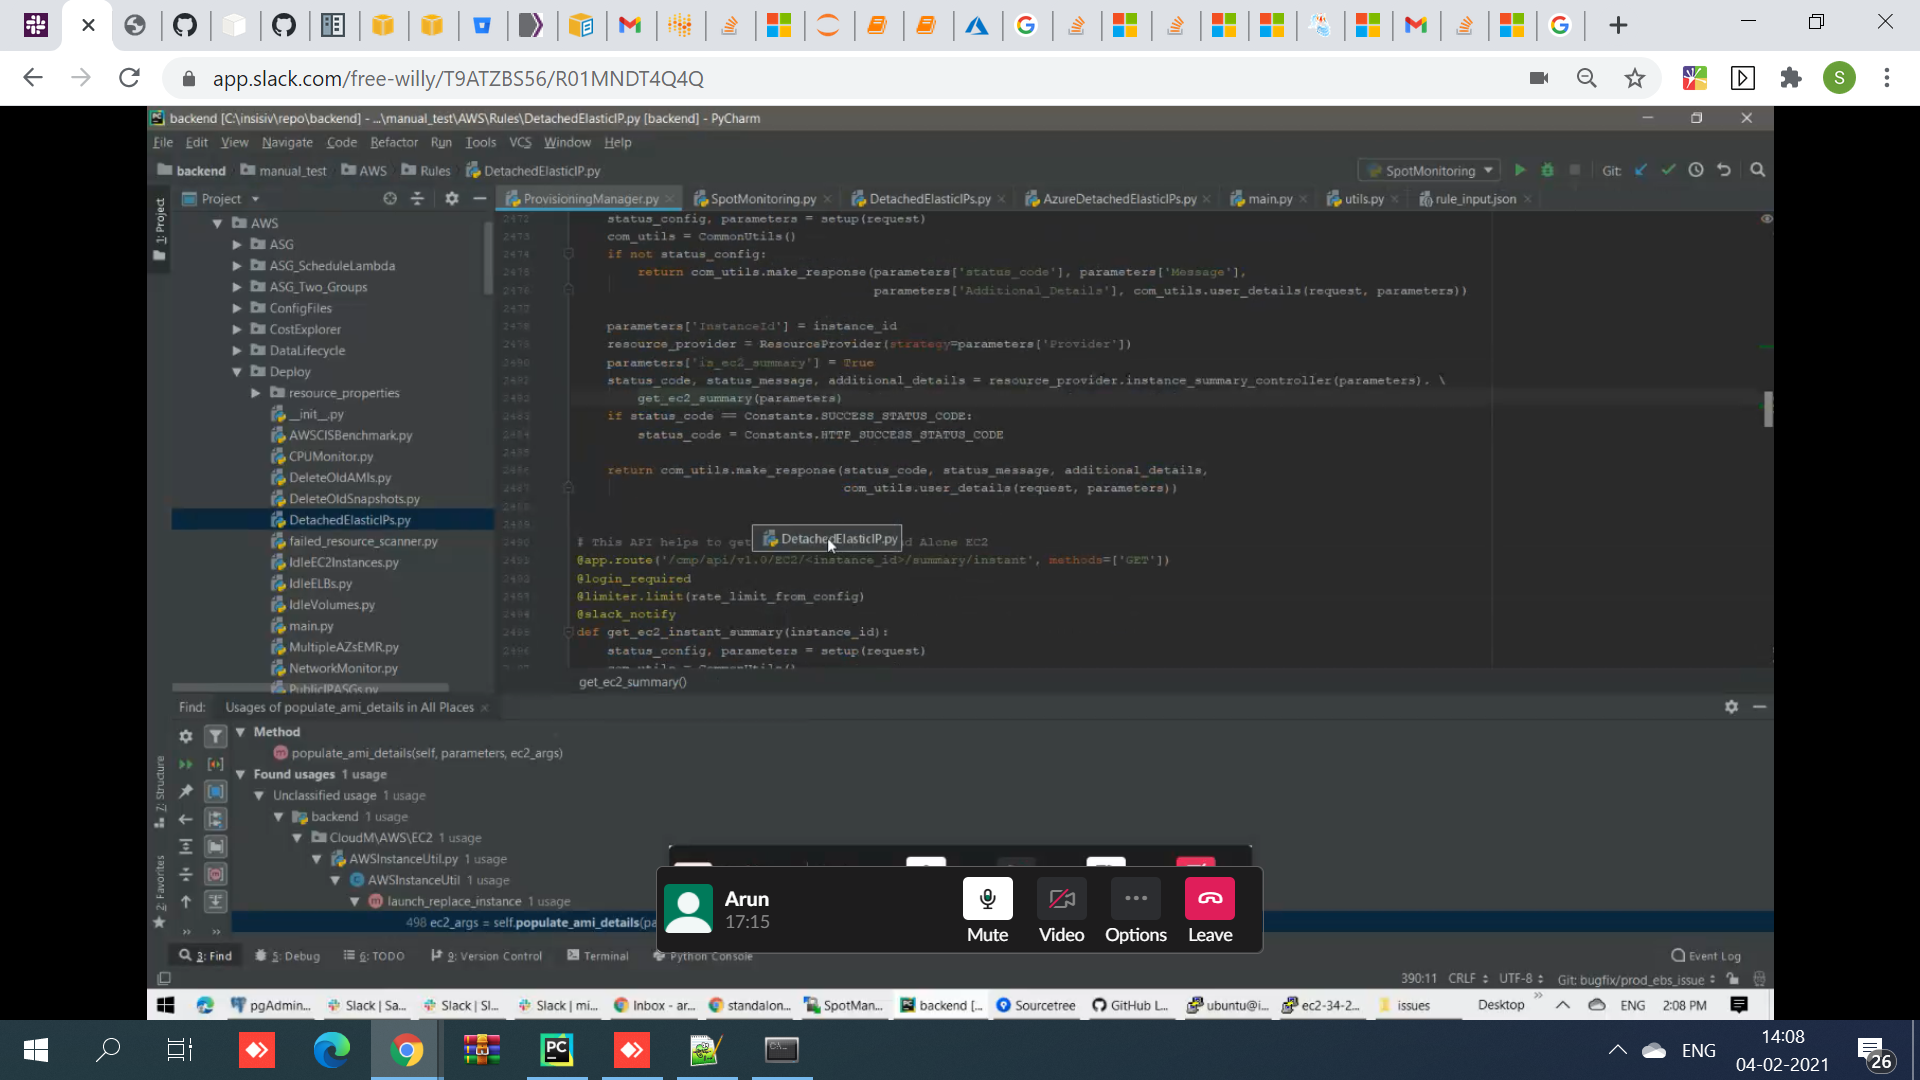 app.slack.com/free-willy/T9ATZBS56/R01MNDT4Q4Q
S
backend [C:\insisiv\repo\backend] - ...\manual_test\AWS\Rules\DetachedElasticIP.py [backend] - PyCharm
File Edit View Navigate Code Refactor Run Tools VCS Window Help
backend manual_test AWS Rules DetachedElasticIP.py
SpotMonitoring Git:
Project
ProvisioningManager.py SpotMonitoring.py DetachedElasticIPs.py AzureDetachedElasticIPs.py main.py utils.py rule_input.json
1: Project
AWS
ASG
ASG_ScheduleLambda
ASG_Two_Groups
ConfigFiles
CostExplorer
DataLifecycle
Deploy
resource_properties
__init__.py
AWSCISBenchmark.py
CPUMonitor.py
DeleteOldAMIs.py
DeleteOldSnapshots.py
DetachedElasticIPs.py
failed_resource_scanner.py
IdleEC2Instances.py
IdleELBs.py
IdleVolumes.py
main.py
MultipleAZsEMR.py
NetworkMonitor.py
PublicIPASGs.py
status_config, parameters = setup(request)
com_utils = CommonUtils()
if not status_config:
return com_utils.make_response(parameters['status_code'], parameters['Message'],
parameters['Additional_Details'], com_utils.user_details(request, parameters))
parameters['InstanceId'] = instance_id
resource_provider = ResourceProvider(strategy=parameters['Provider'])
parameters['is_ec2_summary'] = True
status_code, status_message, additional_details = resource_provider.instance_summary_controller(parameters). \
get_ec2_summary(parameters)
if status_code == Constants.SUCCESS_STATUS_CODE:
status_code = Constants.HTTP_SUCCESS_STATUS_CODE
return com_utils.make_response(status_code, status_message, additional_details,
com_utils.user_details(request, parameters))
DetachedElasticIP.py
# This API helps to get Alone EC2
@app.route('/cmp/api/v1.0/EC2/<instance_id>/summary/instant', methods=['GET'])
@login_required
@limiter.limit(rate_limit_from_config)
@slack_notify
def get_ec2_instant_summary(instance_id):
status_config, parameters = setup(request)
com_utils = CommonUtils()
get_ec2_summary()
Find: Usages of populate_ami_details in All Places
Method
populate_ami_details(self, parameters, ec2_args)
Found usages 1 usage
Unclassified usage 1 usage
backend 1 usage
CloudM\AWS\EC2 1 usage
AWSInstanceUtil.py 1 usage
AWSInstanceUtil 1 usage
launch_replace_instance 1 usage
498 ec2_args = self.populate_ami_details(pa
7: Structure
2: Favorites
Arun
17:15
Mute Video Options Leave
3: Find 5: Debug 6: TODO 9: Version Control Terminal Python Console Event Log
390:11 CRLF UTF-8 Git: bugfix/prod_ebs_issue
pgAdmin... Slack | Sa... Slack | Sl... Slack | mi... Inbox - ar... standalon... SpotMan... backend [... Sourcetree GitHub L... ubuntu@i... ec2-34-2... issues Desktop ENG 2:08 PM
ENG
14:08
04-02-2021
26